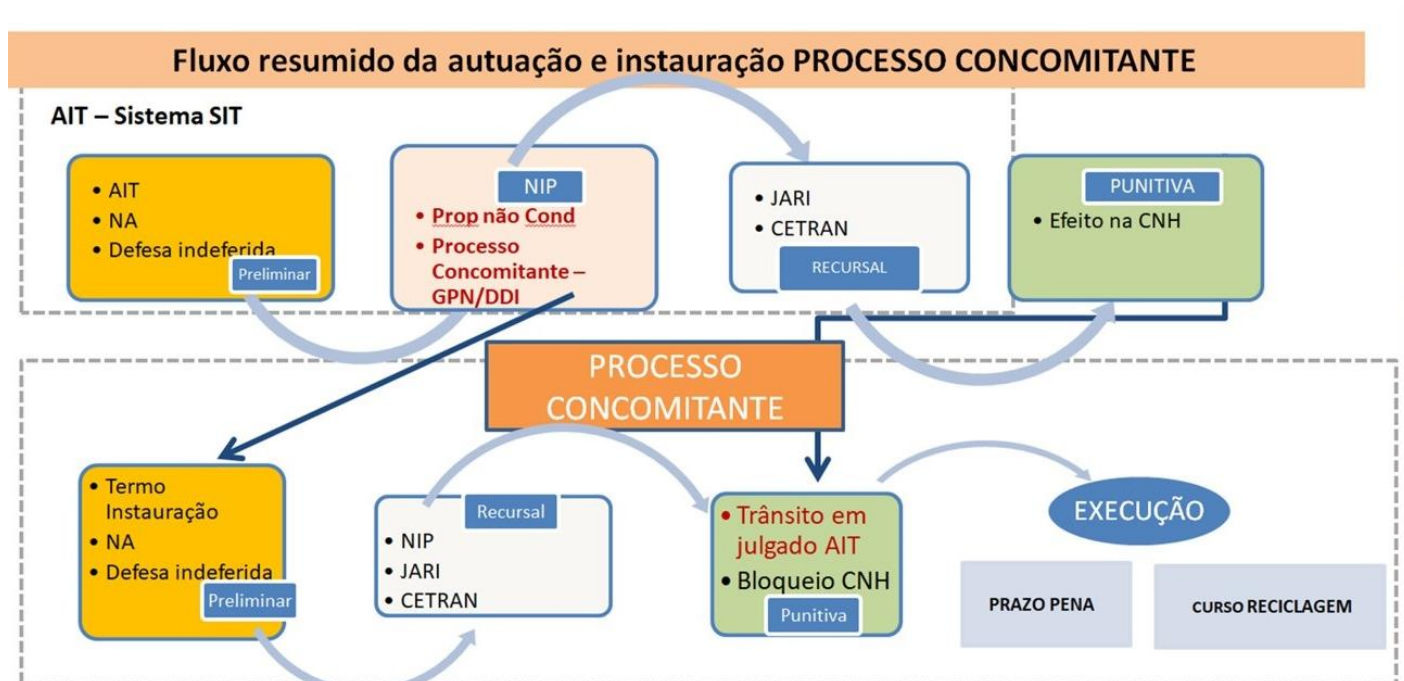 Fluxo resumido da autuação e instauração PROCESSO CONCOMITANTE
AIT – Sistema SIT
• AIT
• NA
• Defesa indeferida
Preliminar
NIP
• Prop não Cond
• Processo
Concomitante –
GPN/DDI
• JARI
• CETRAN
RECURSAL
PUNITIVA
• Efeito na CNH
PROCESSO
CONCOMITANTE
• Termo
Instauração
• NA
• Defesa indeferida
Preliminar
Recursal
• NIP
• JARI
• CETRAN
• Trânsito em
julgado AIT
• Bloqueio CNH
Punitiva
EXECUÇÃO
PRAZO PENA
CURSO RECICLAGEM